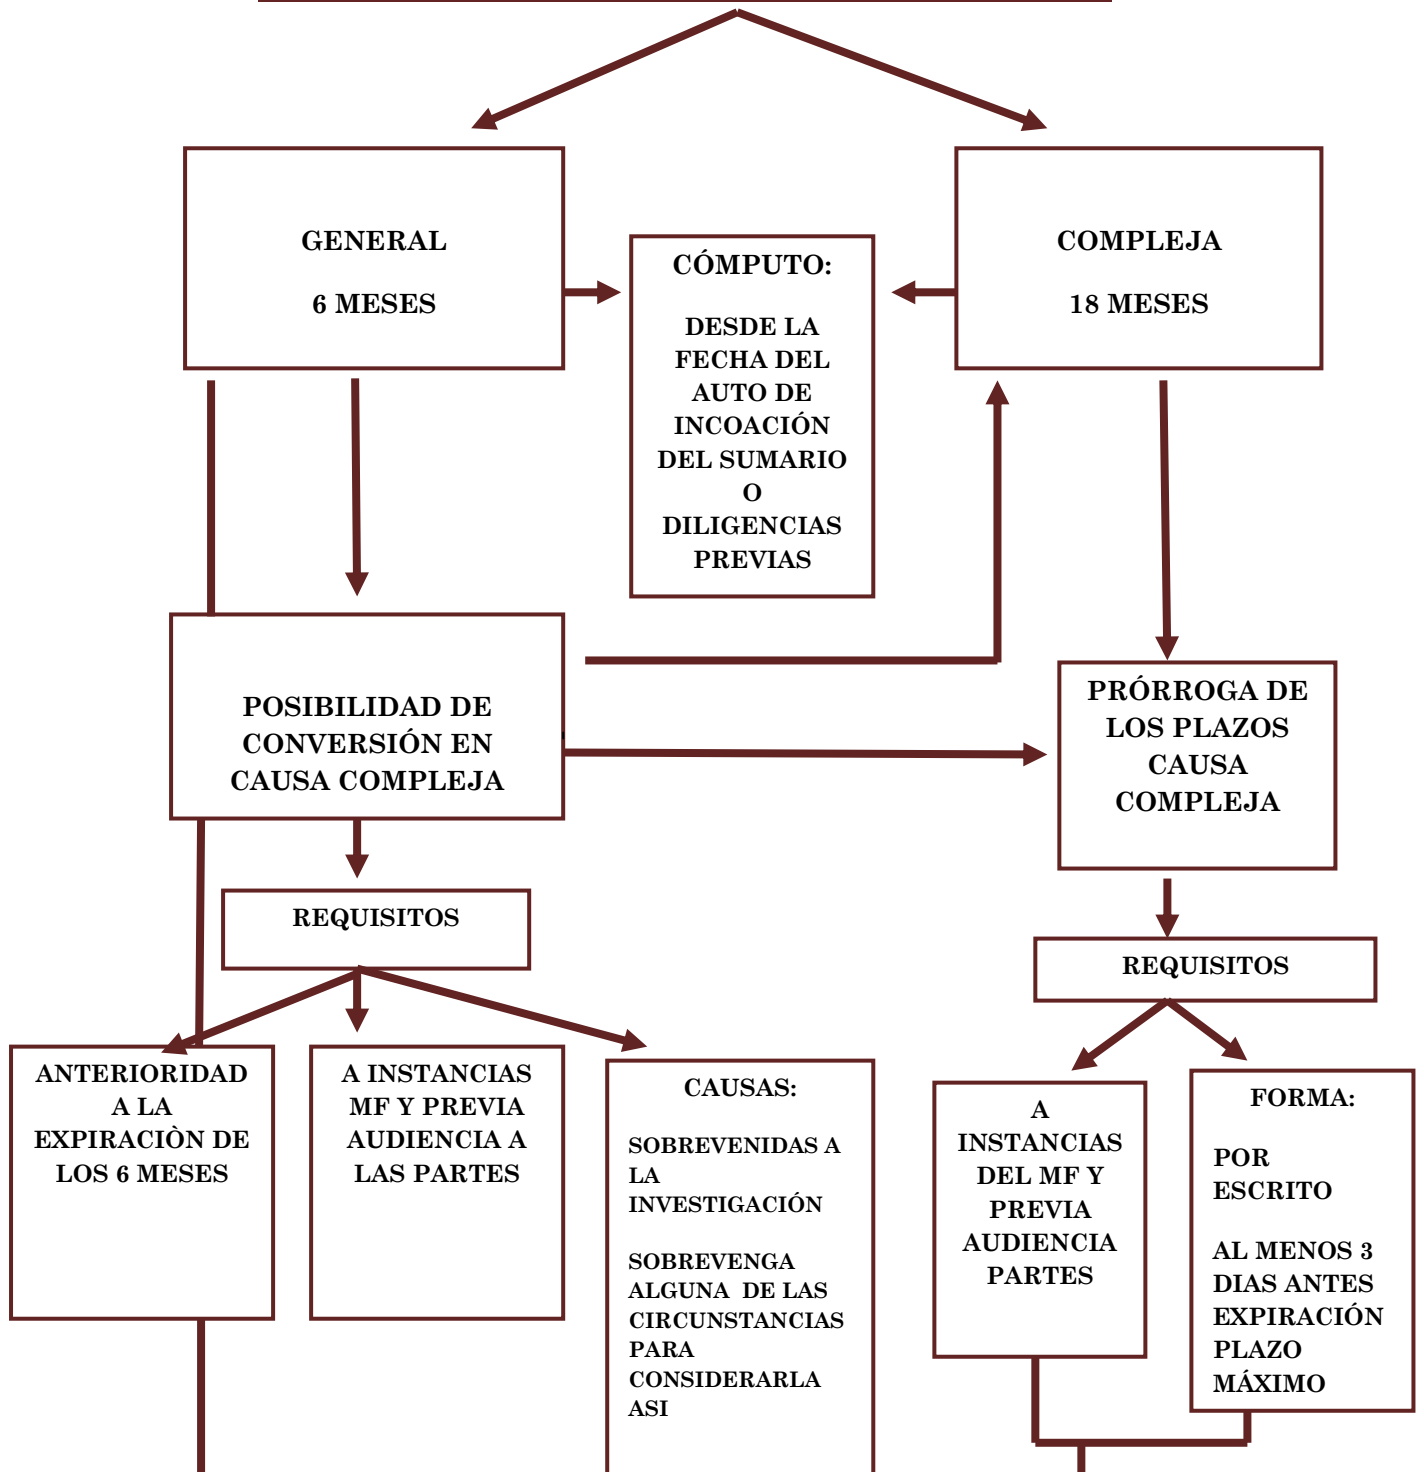 GENERAL
6 MESES
COMPLEJA
18 MESES
CÓMPUTO:
DESDE LA
FECHA DEL
AUTO DE
INCOACIÓN
DEL SUMARIO
O
DILIGENCIAS
PREVIAS
POSIBILIDAD DE
CONVERSIÓN EN
CAUSA COMPLEJA
PRÓRROGA DE
LOS PLAZOS
CAUSA
COMPLEJA
REQUISITOS
REQUISITOS
ANTERIORIDAD
A LA
EXPIRACIÒN DE
LOS 6 MESES
A INSTANCIAS
MF Y PREVIA
AUDIENCIA A
LAS PARTES
CAUSAS:
SOBREVENIDAS A
LA
INVESTIGACIÓN
SOBREVENGA
ALGUNA DE LAS
CIRCUNSTANCIAS
PARA
CONSIDERARLA
ASI
A
INSTANCIAS
DEL MF Y
PREVIA
AUDIENCIA
PARTES
FORMA:
POR
ESCRITO
AL MENOS 3
DIAS ANTES
EXPIRACIÓN
PLAZO
MÁXIMO